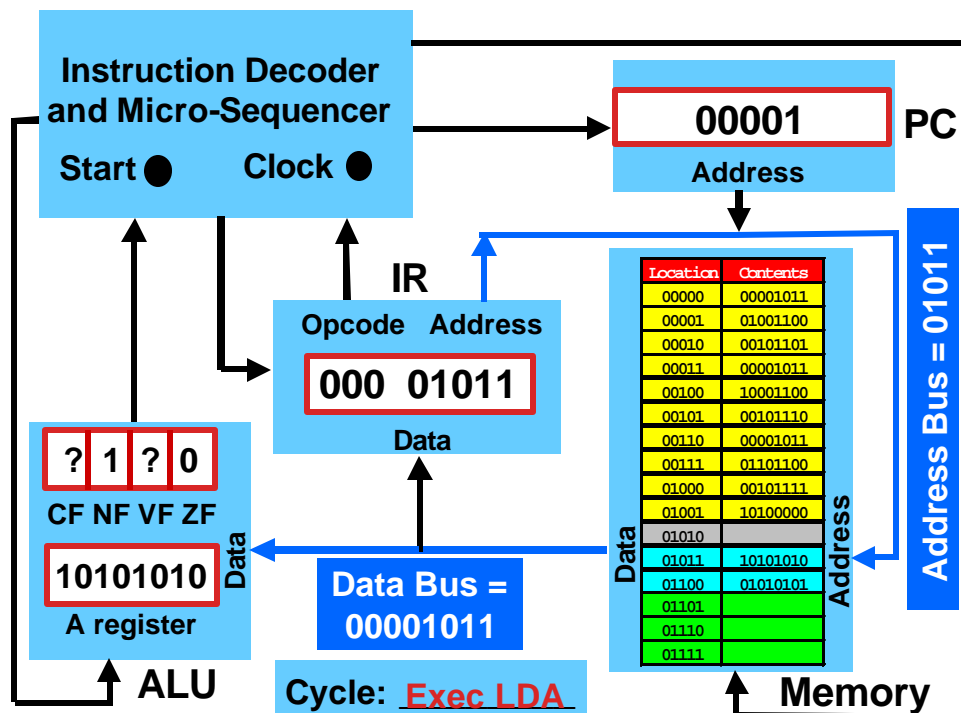 Instruction Decoder
and Micro-Sequencer
Start
Clock
00001
PC
Address
IR
Opcode Address
000 01011
Data
Location Contents
00000 00001011
00001 01001100
00010 00101101
00011 00001011
00100 10001100
00101 00101110
00110 00001011
00111 01101100
01000 00101111
01001 10100000
01010
01011 10101010
01100 01010101
01101
01110
01111
Data
Address
Memory
Address Bus = 01011
? 1 ? 0
CF NF VF ZF
10101010
A register
Data
ALU
Data Bus =
00001011
Cycle: Exec LDA